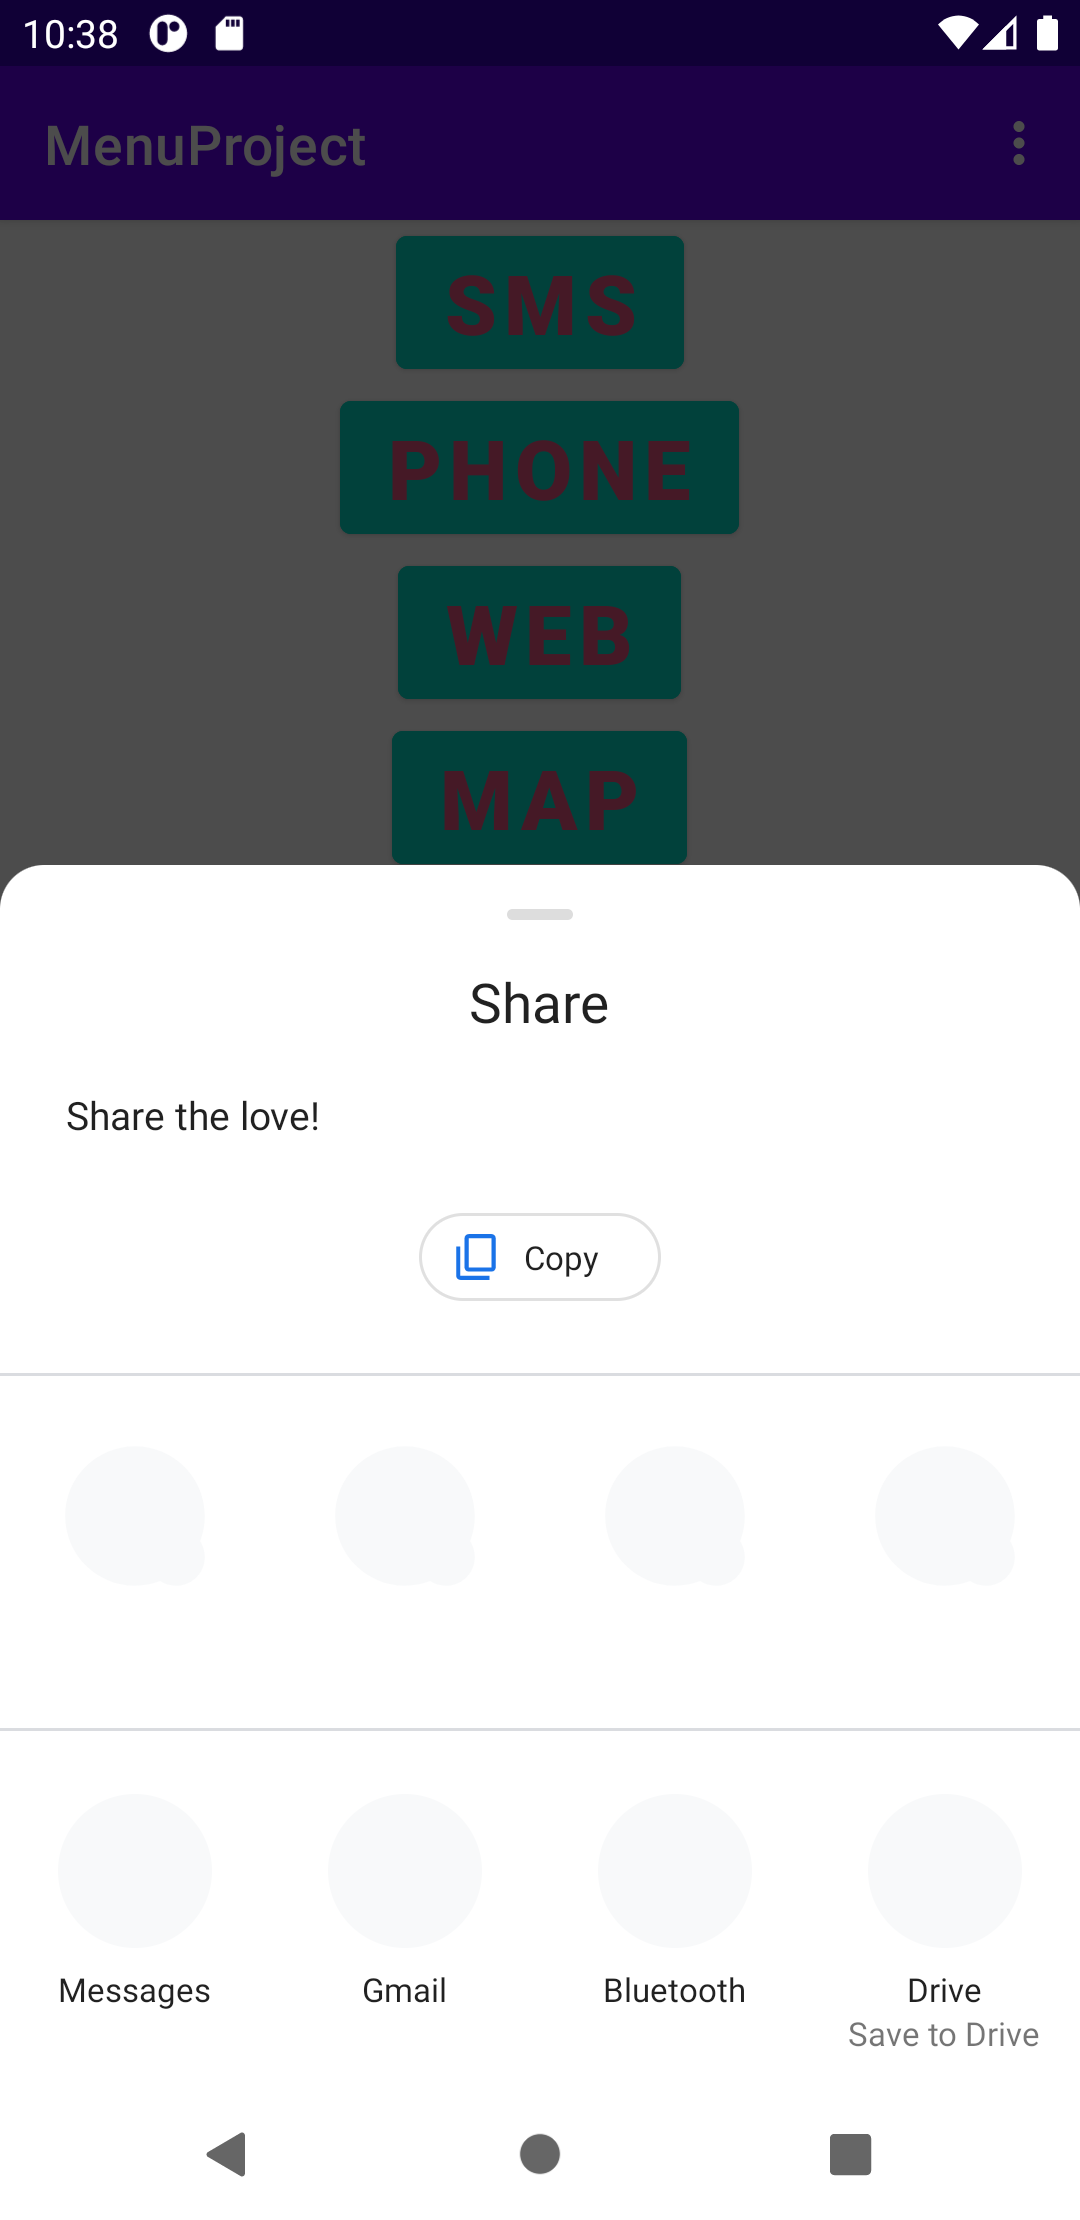 10:38
MenuProject
SMS
PHONE
WEB
MAP
Share
Share the love!
Copy
Messages
Gmail
Bluetooth
Drive
Save to Drive